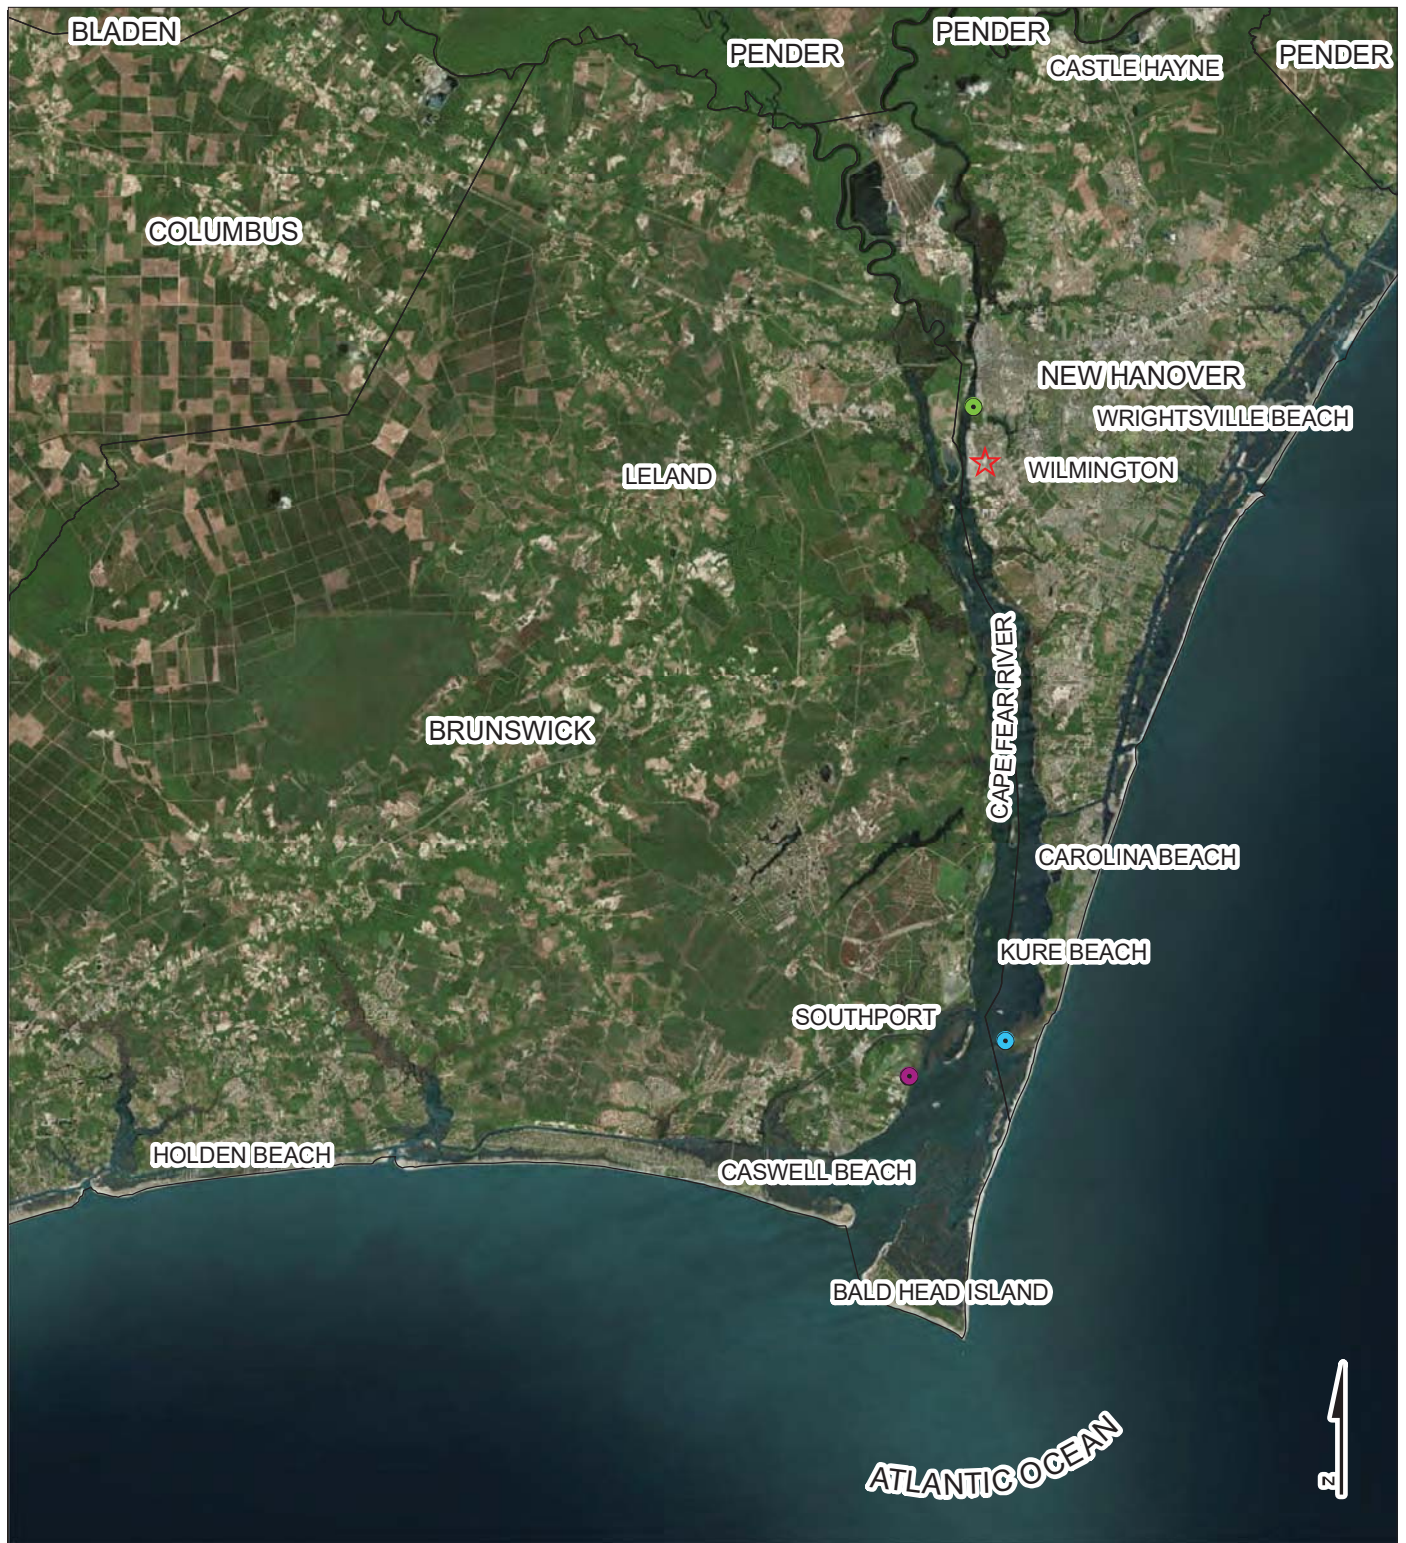 BLADEN
PENDER
PENDER
PENDER
CASTLE HAYNE
COLUMBUS
NEW HANOVER
WRIGHTSVILLE BEACH
LELAND
WILMINGTON
CAPE FEAR RIVER
BRUNSWICK
CAROLINA BEACH
KURE BEACH
SOUTHPORT
HOLDEN BEACH
CASWELL BEACH
BALD HEAD ISLAND
ATLANTIC OCEAN
N